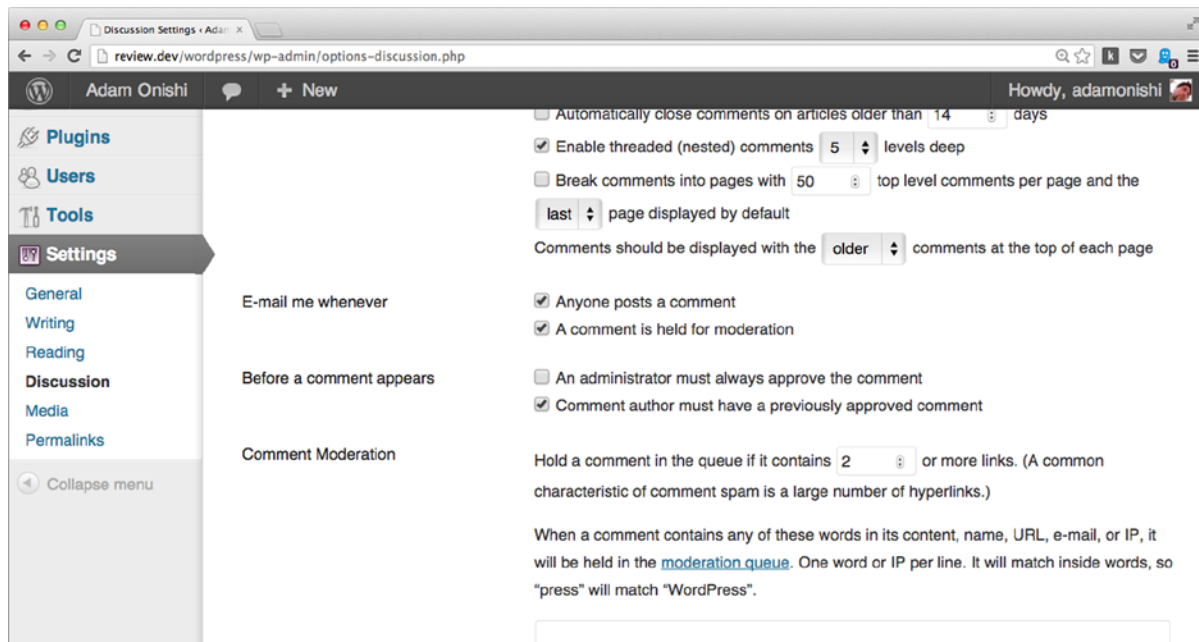 Discussion Settings ‹ Adam
review.dev/wordpress/wp-admin/options-discussion.php
Adam Onishi + New Howdy, adamonishi
Automatically close comments on articles older than 14 days
Plugins
Enable threaded (nested) comments 5 levels deep
Users
Break comments into pages with 50 top level comments per page and the
Tools
last page displayed by default
Settings
Comments should be displayed with the older comments at the top of each page
General
E-mail me whenever
Anyone posts a comment
Writing
A comment is held for moderation
Reading
Discussion
Before a comment appears
An administrator must always approve the comment
Media
Comment author must have a previously approved comment
Permalinks
Comment Moderation
Hold a comment in the queue if it contains 2 or more links. (A common
characteristic of comment spam is a large number of hyperlinks.)
Collapse menu
When a comment contains any of these words in its content, name, URL, e-mail, or IP, it
will be held in the moderation queue. One word or IP per line. It will match inside words, so
“press” will match “WordPress”.